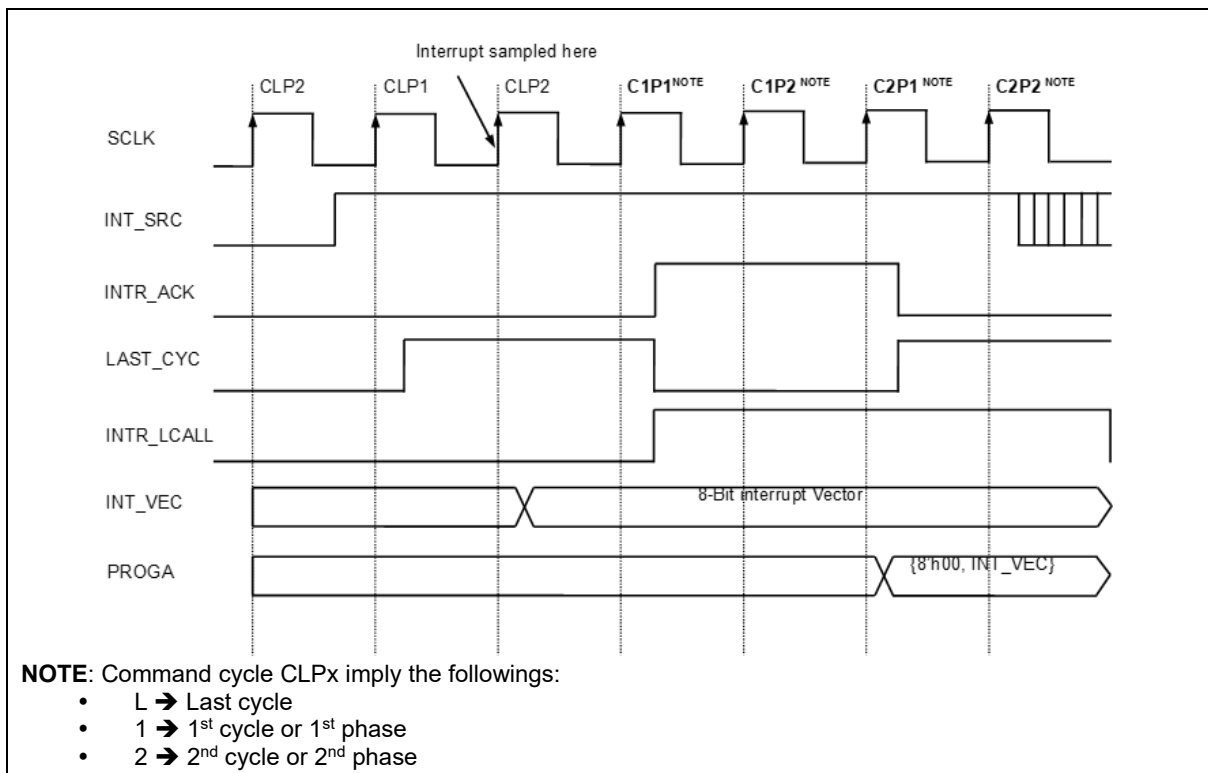 Interrupt sampled here
CLP2 CLP1 CLP2 C1P1NOTE C1P2 NOTE C2P1 NOTE C2P2 NOTE
SCLK
INT_SRC
INTR_ACK
LAST_CYC
INTR_LCALL
INT_VEC 8-Bit interrupt Vector
PROGA {8'h00, INT_VEC}
NOTE: Command cycle CLPx imply the followings:
• L ➔ Last cycle
• 1 ➔ 1st cycle or 1st phase
• 2 ➔ 2nd cycle or 2nd phase